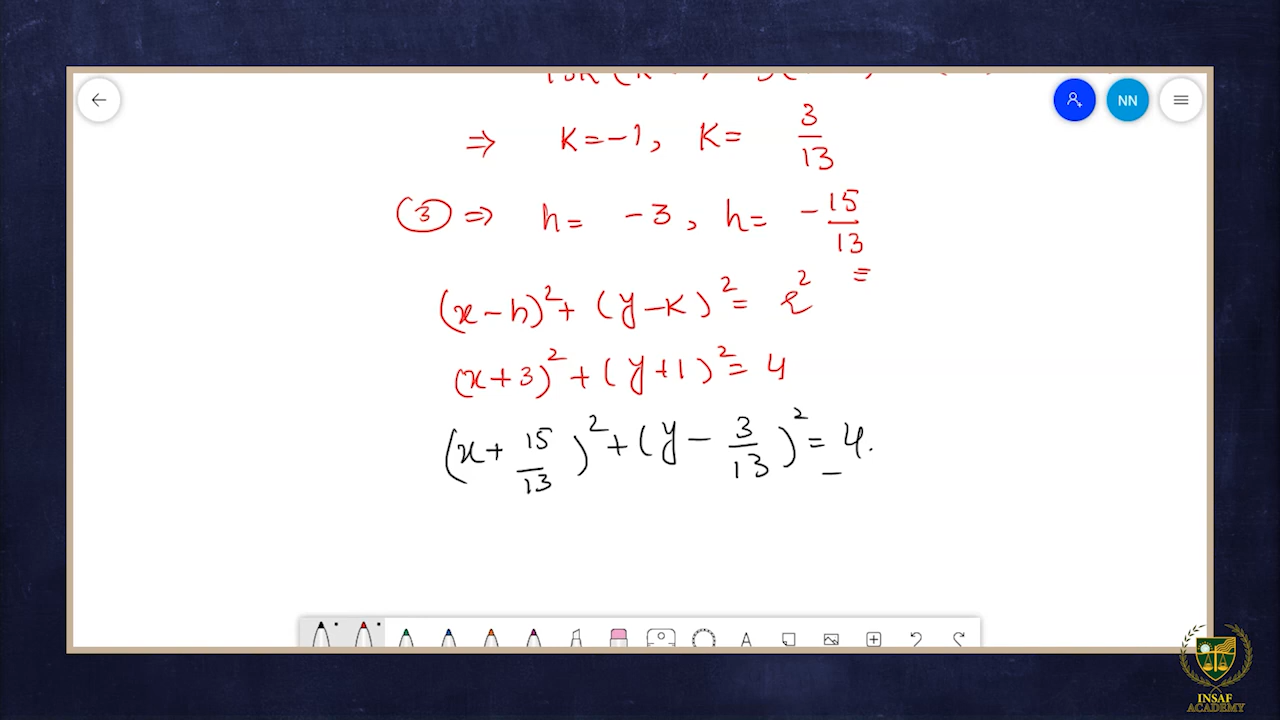 NN
⇒ K=-1, K= 3/13
(3) ⇒ h= -3, h= -15/13
(x-h)²+(y-K)²= r²
(x+3)²+(y+1)²= 4
(x+ 15/13)²+(y- 3/13)²= 4.
A
INSAF
ACADEMY